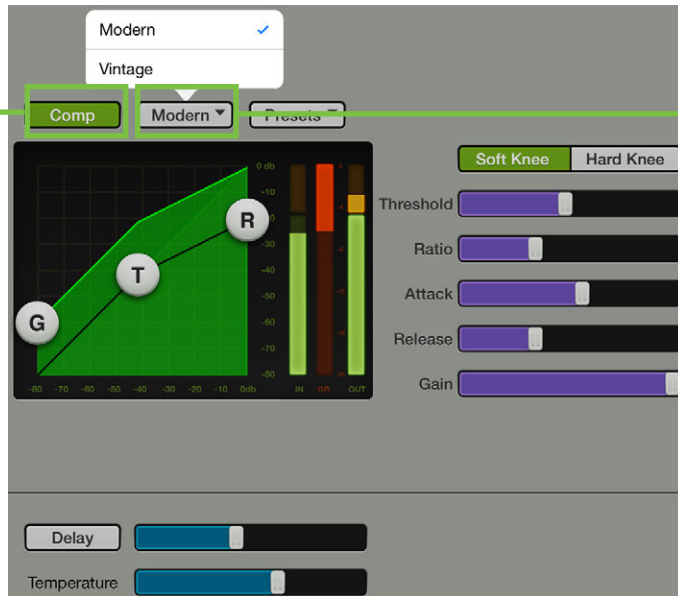 Modern
Vintage
Comp Modern Presets
Soft Knee Hard Knee
0 db
-10
-30
-40
-50
-60
-70
-80
-80 -70 -60 -50 -40 -30 -20 -10 0db
IN GR OUT
G T R
Threshold
Ratio
Attack
Release
Gain
Delay
Temperature